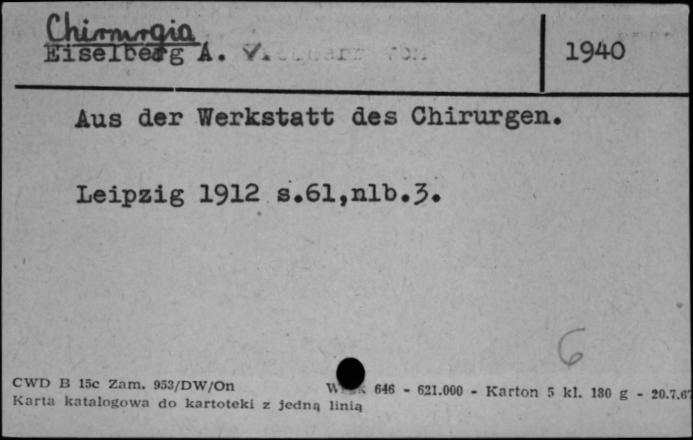 Chirurgia
Eiselberg A. v. 1940
Aus der Werkstatt des Chirurgen.
Leipzig 1912 s.61,nlb.3.
6
CWD B 15c Zam. 953/DW/On 646 - 621.000 - Karton 5 kl. 180 g - 20.7.67
Karta katalogowa do kartoteki z jedną linią